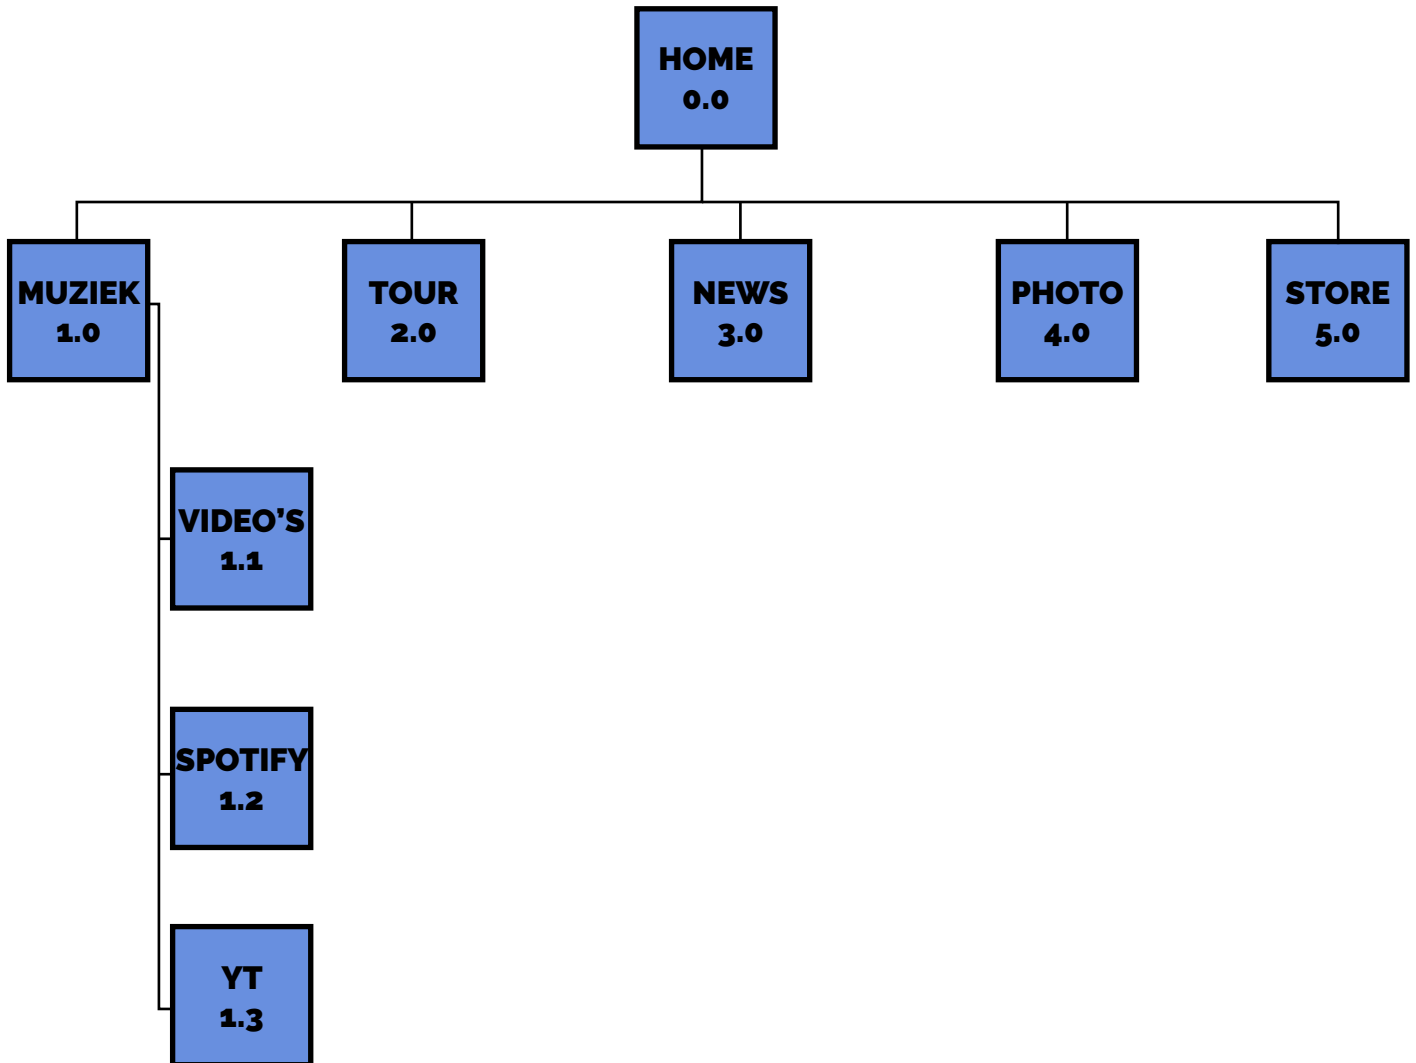 HOME
0.0
MUZIEK
1.0
TOUR
2.0
NEWS
3.0
PHOTO
4.0
STORE
5.0
VIDEO’S
1.1
SPOTIFY
1.2
YT
1.3